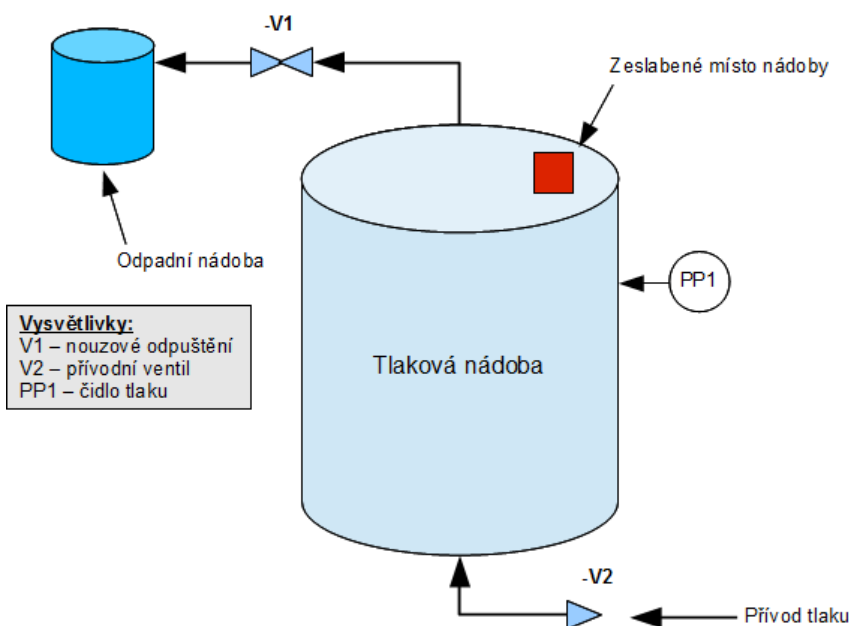 -V1
Zeslabené místo nádoby
Odpadní nádoba
PP1
Vysvětlivky:
V1 – nouzové odpuštění
V2 – přívodní ventil
PP1 – čidlo tlaku
Tlaková nádoba
-V2
Přívod tlaku